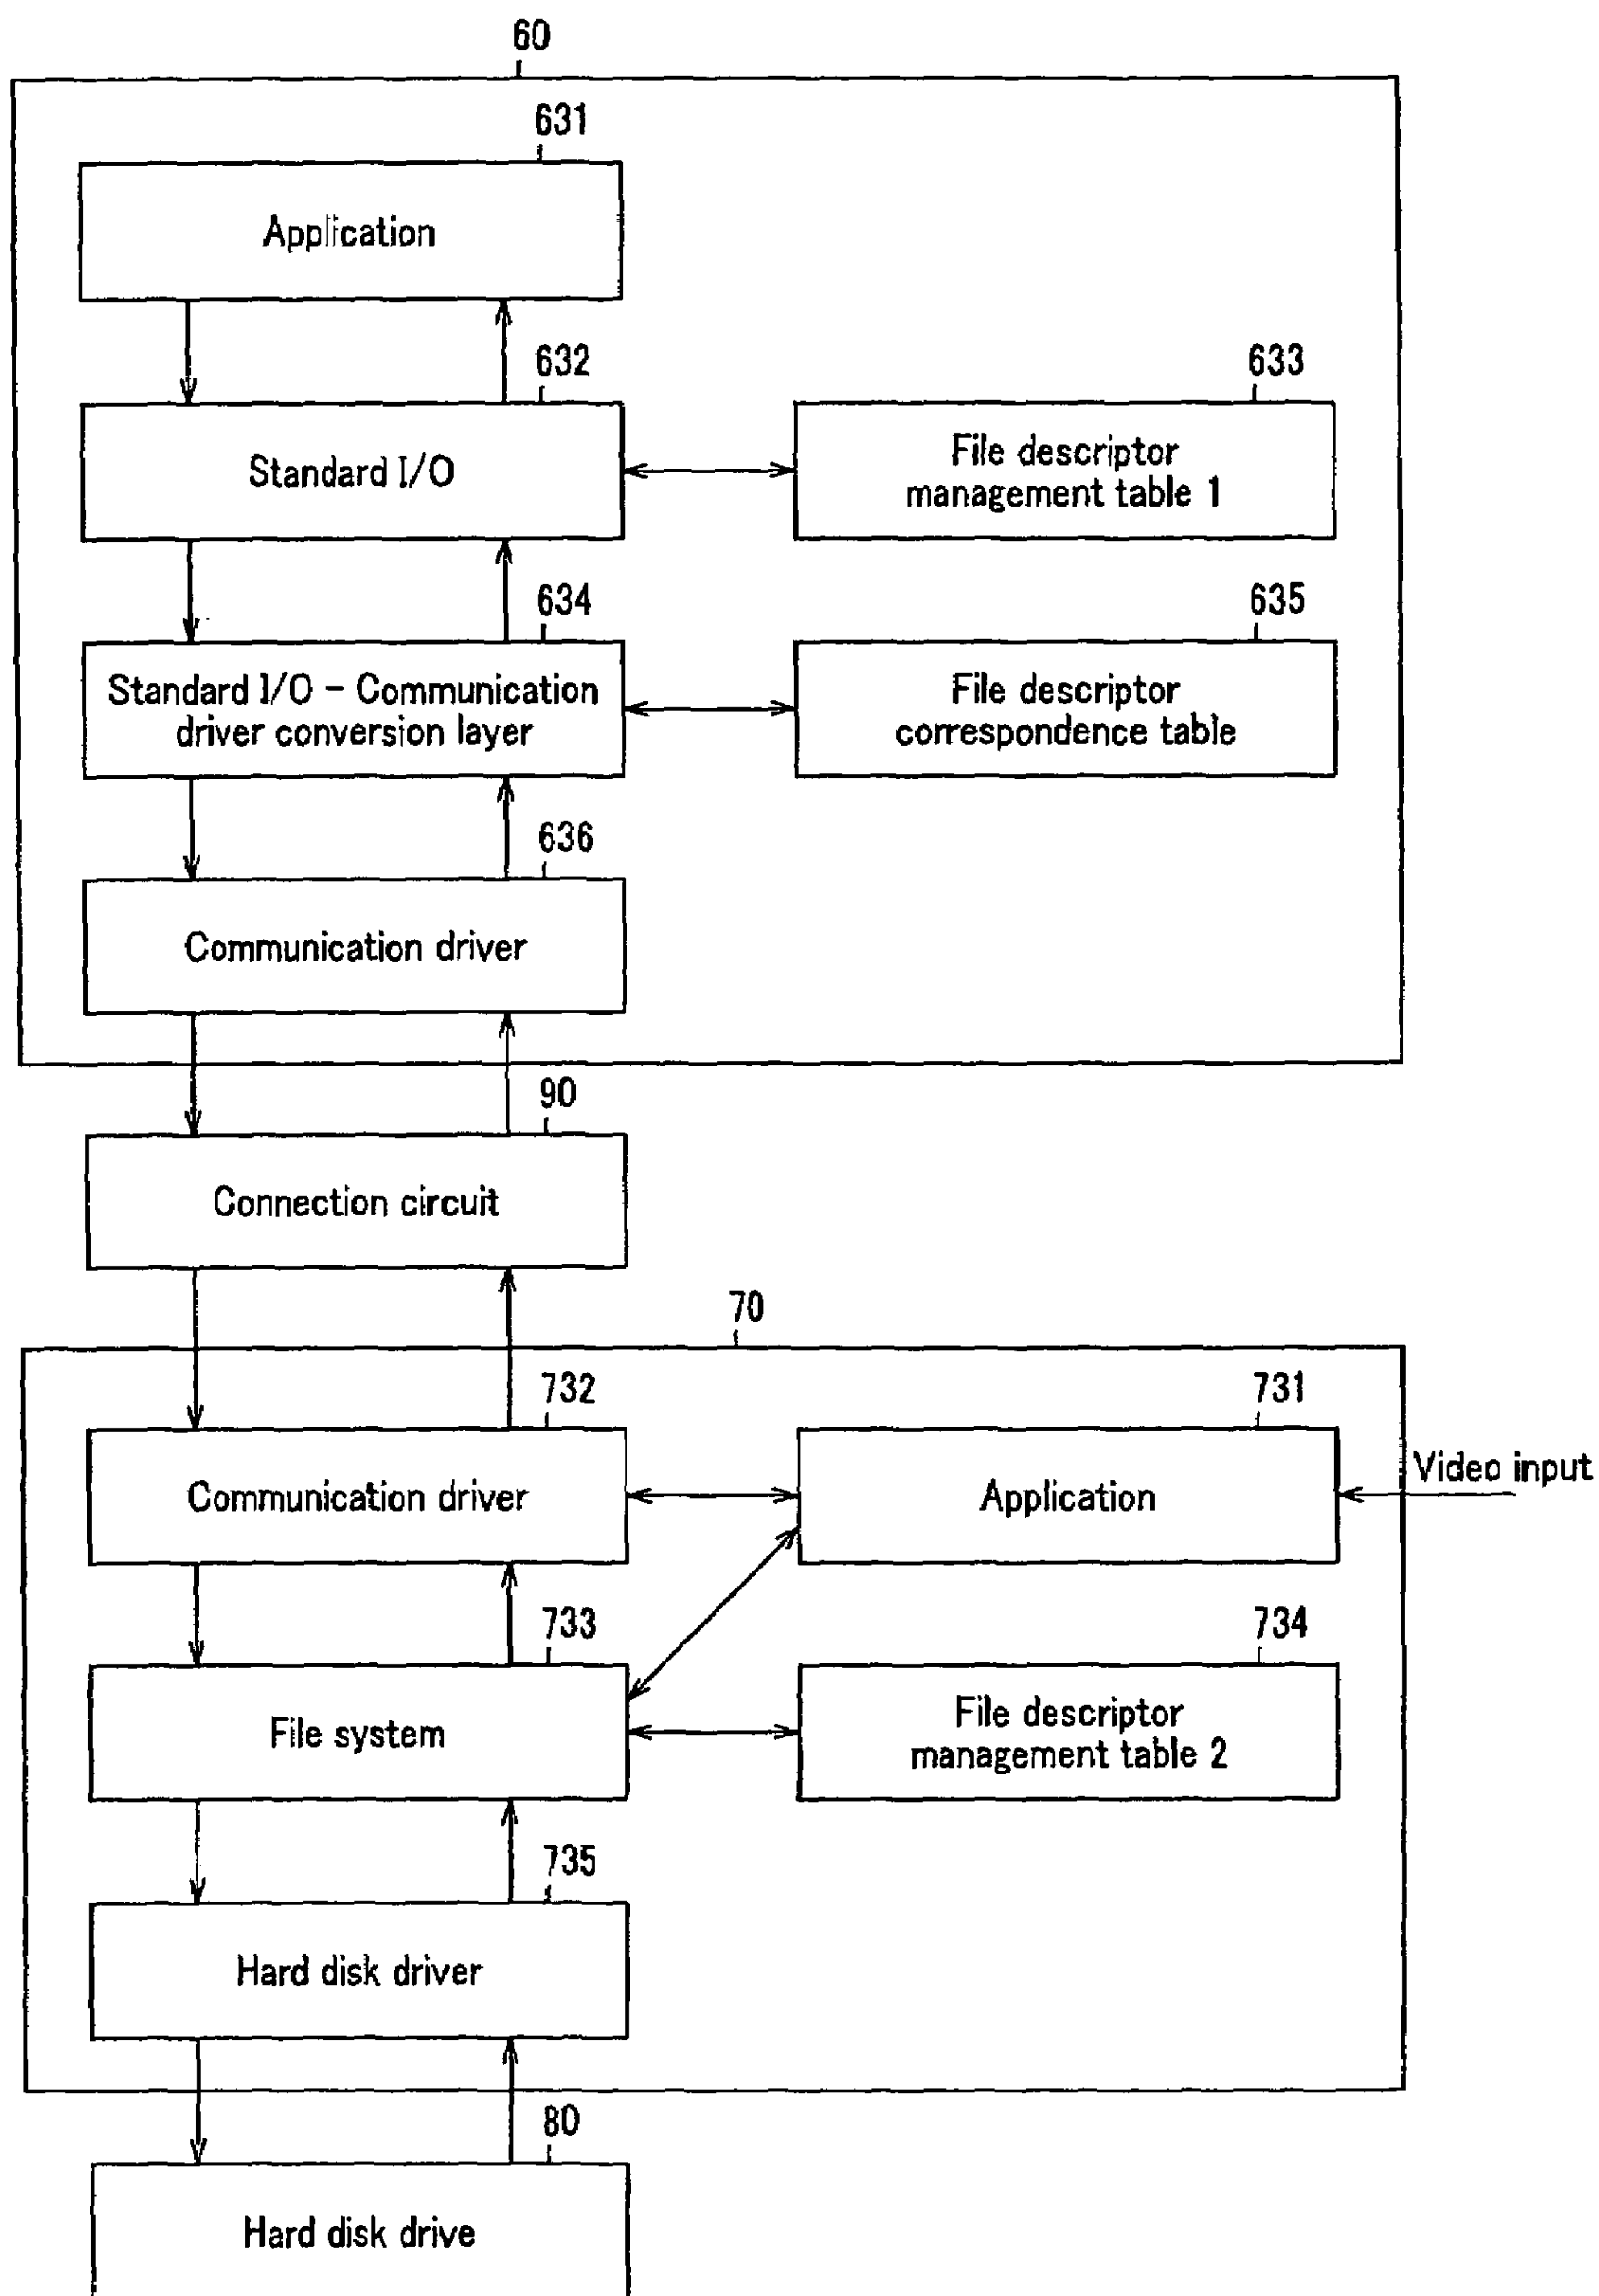 60
631
Application
632
Standard I/O
633
File descriptor
management table 1
634
Standard I/O - Communication
driver conversion layer
635
File descriptor
correspondence table
636
Communication driver
90
Connection circuit
70
732
Communication driver
731
Application
Video input
733
File system
734
File descriptor
management table 2
735
Hard disk driver
80
Hard disk drive